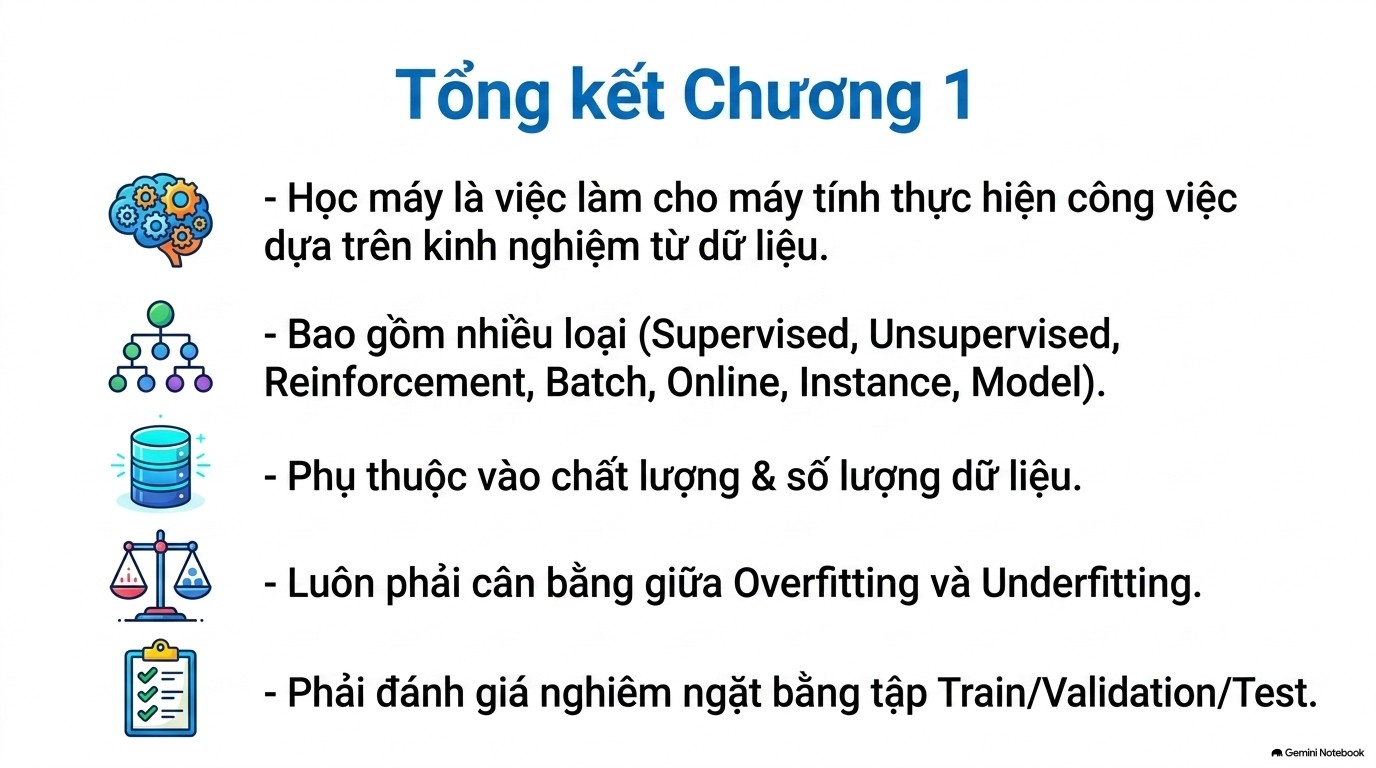 Tổng kết Chương 1
- Học máy là việc làm cho máy tính thực hiện công việc
dựa trên kinh nghiệm từ dữ liệu.
- Bao gồm nhiều loại (Supervised, Unsupervised,
Reinforcement, Batch, Online, Instance, Model).
- Phụ thuộc vào chất lượng & số lượng dữ liệu.
- Luôn phải cân bằng giữa Overfitting và Underfitting.
- Phải đánh giá nghiêm ngặt bằng tập Train/Validation/Test.
Gemini Notebook